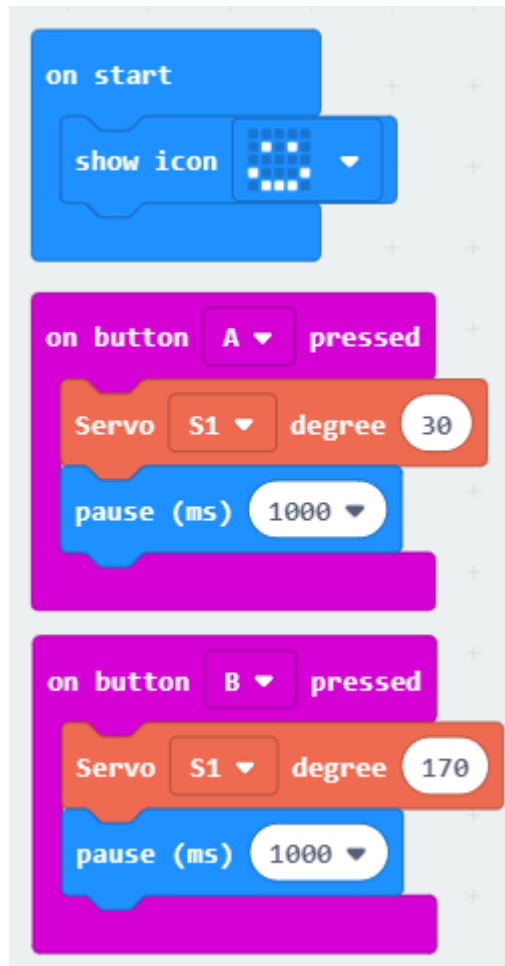 on start
show icon
on button A pressed
Servo S1 degree 30
pause (ms) 1000
on button B pressed
Servo S1 degree 170
pause (ms) 1000